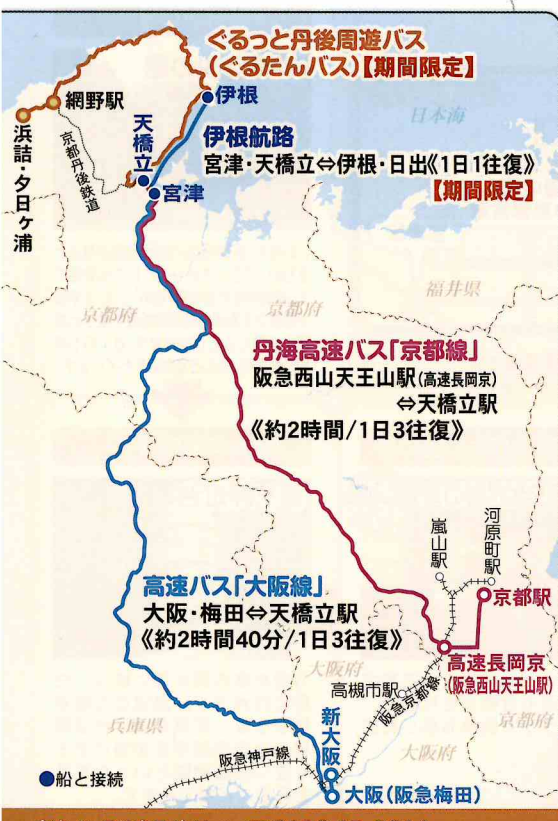 ぐるっと丹後周遊バス
(ぐるたんバス)【期間限定】
網野駅
伊根
日本海
天橋立
伊根航路
宮津・天橋立⇔伊根・日出《1日1往復》
【期間限定】
浜詰・夕日ヶ浦
京都丹後鉄道
宮津
京都府
京都府
福井県
丹海高速バス「京都線」
阪急西山天王山駅(高速長岡京)
⇔天橋立駅
《約2時間/1日3往復》
嵐山駅
河原町駅
京都駅
高速バス「大阪線」
大阪・梅田⇔天橋立駅
《約2時間40分/1日3往復》
高速長岡京
(阪急西山天王山駅)
大阪府
高槻市駅
阪急京都線
京都府
兵庫県
新大阪
大阪府
阪急神戸線
●船と接続
大阪(阪急梅田)